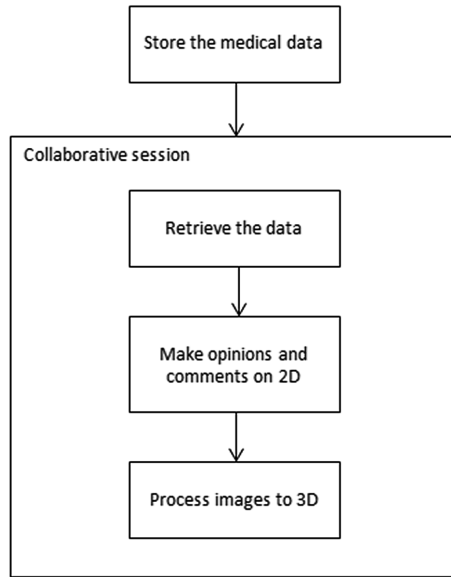 Store the medical data
Collaborative session
Retrieve the data
Make opinions and
comments on 2D
Process images to 3D